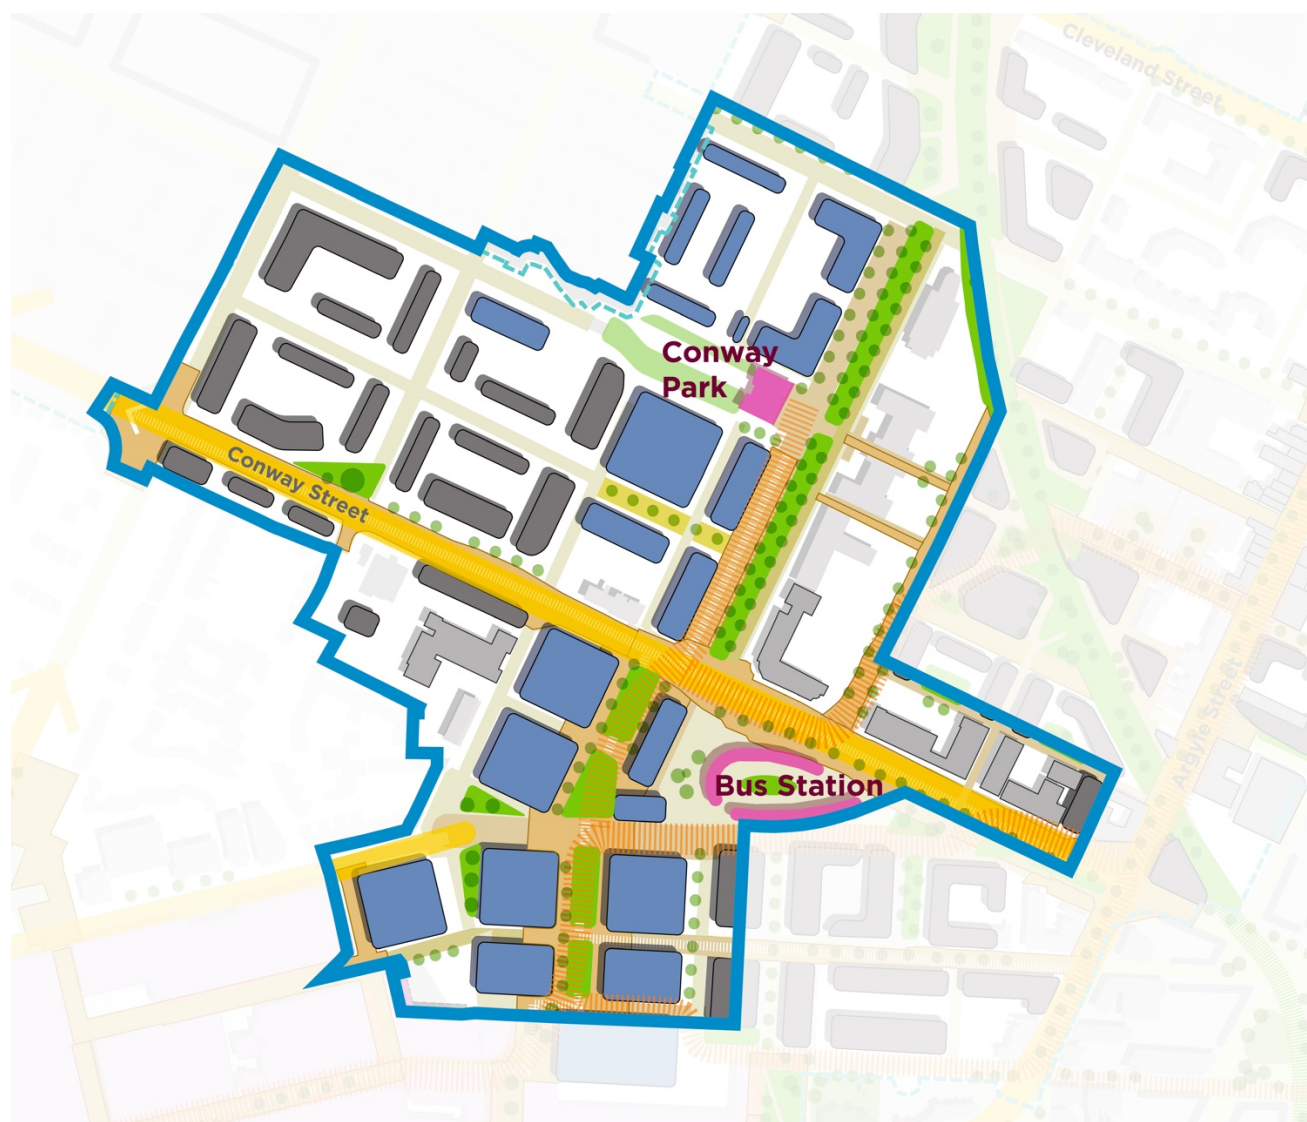 Cleveland Street
Conway
Park
Conway Street
Argyle Street
Bus Station